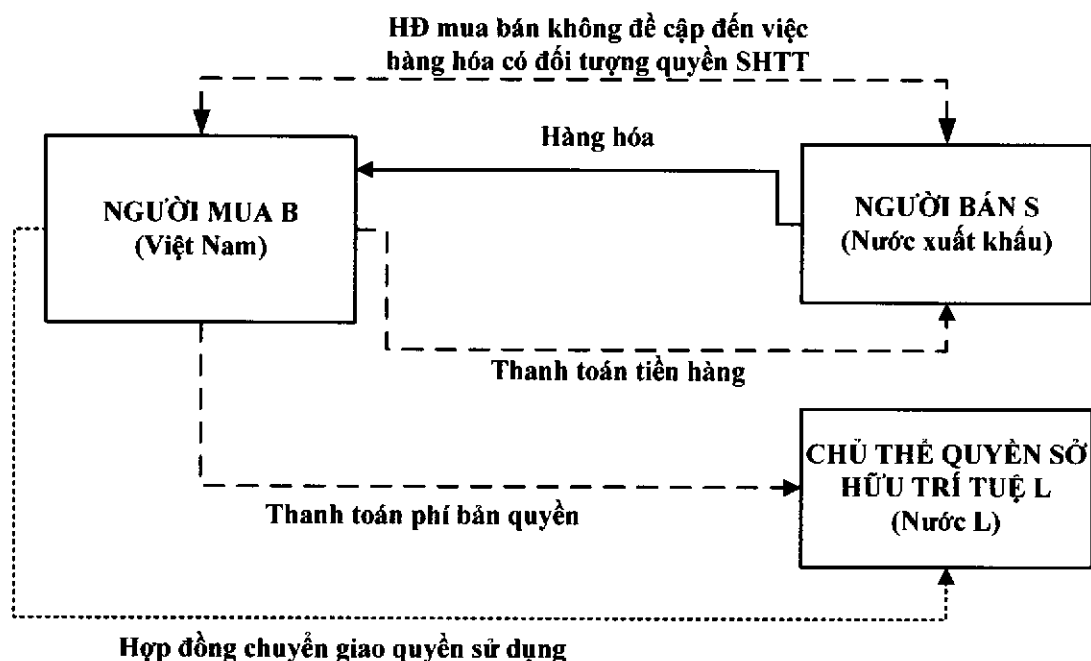 HĐ mua bán không đề cập đến việc
hàng hóa có đối tượng quyền SHTT
Hàng hóa
NGƯỜI MUA B
(Việt Nam)
NGƯỜI BÁN S
(Nước xuất khẩu)
Thanh toán tiền hàng
CHỦ THỂ QUYỀN SỞ
HỮU TRÍ TUỆ L
(Nước L)
Thanh toán phí bản quyền
Hợp đồng chuyển giao quyền sử dụng